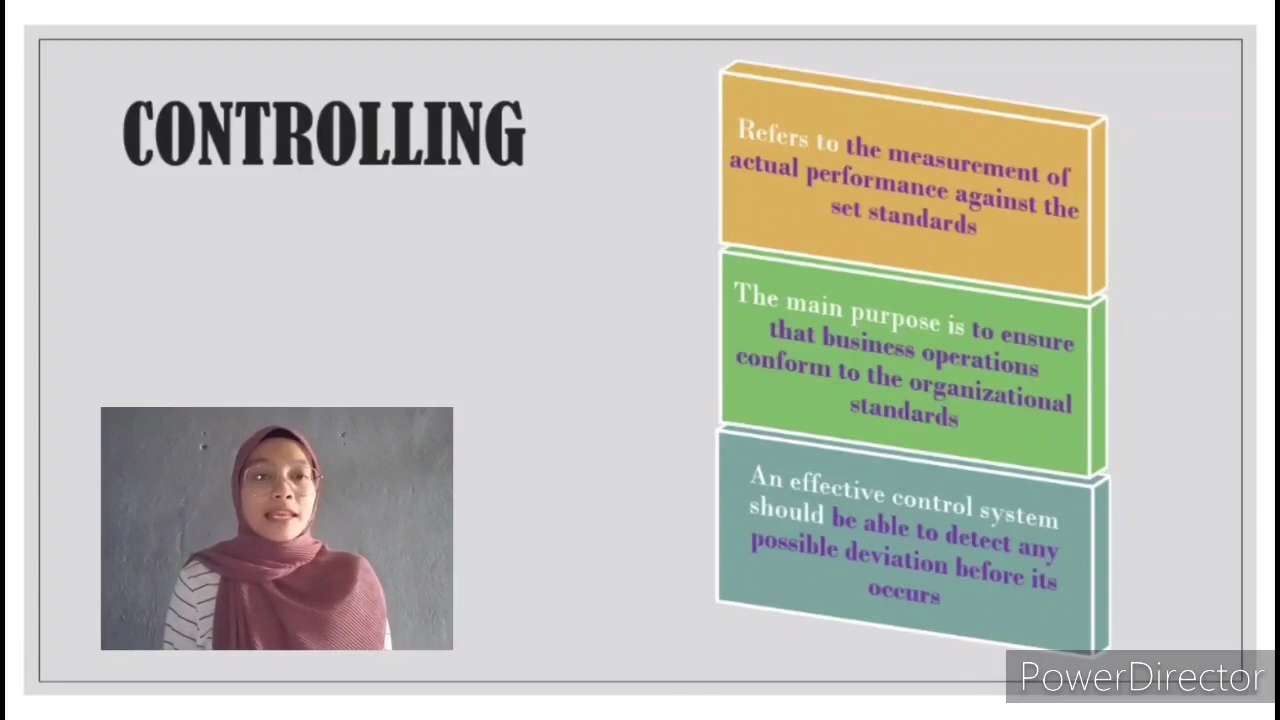 CONTROLLING
Refers to the measurement of
actual performance against the
set standards
The main purpose is to ensure
that business operations
conform to the organizational
standards
An effective control system
should be able to detect any
possible deviation before its
occurs
PowerDirector